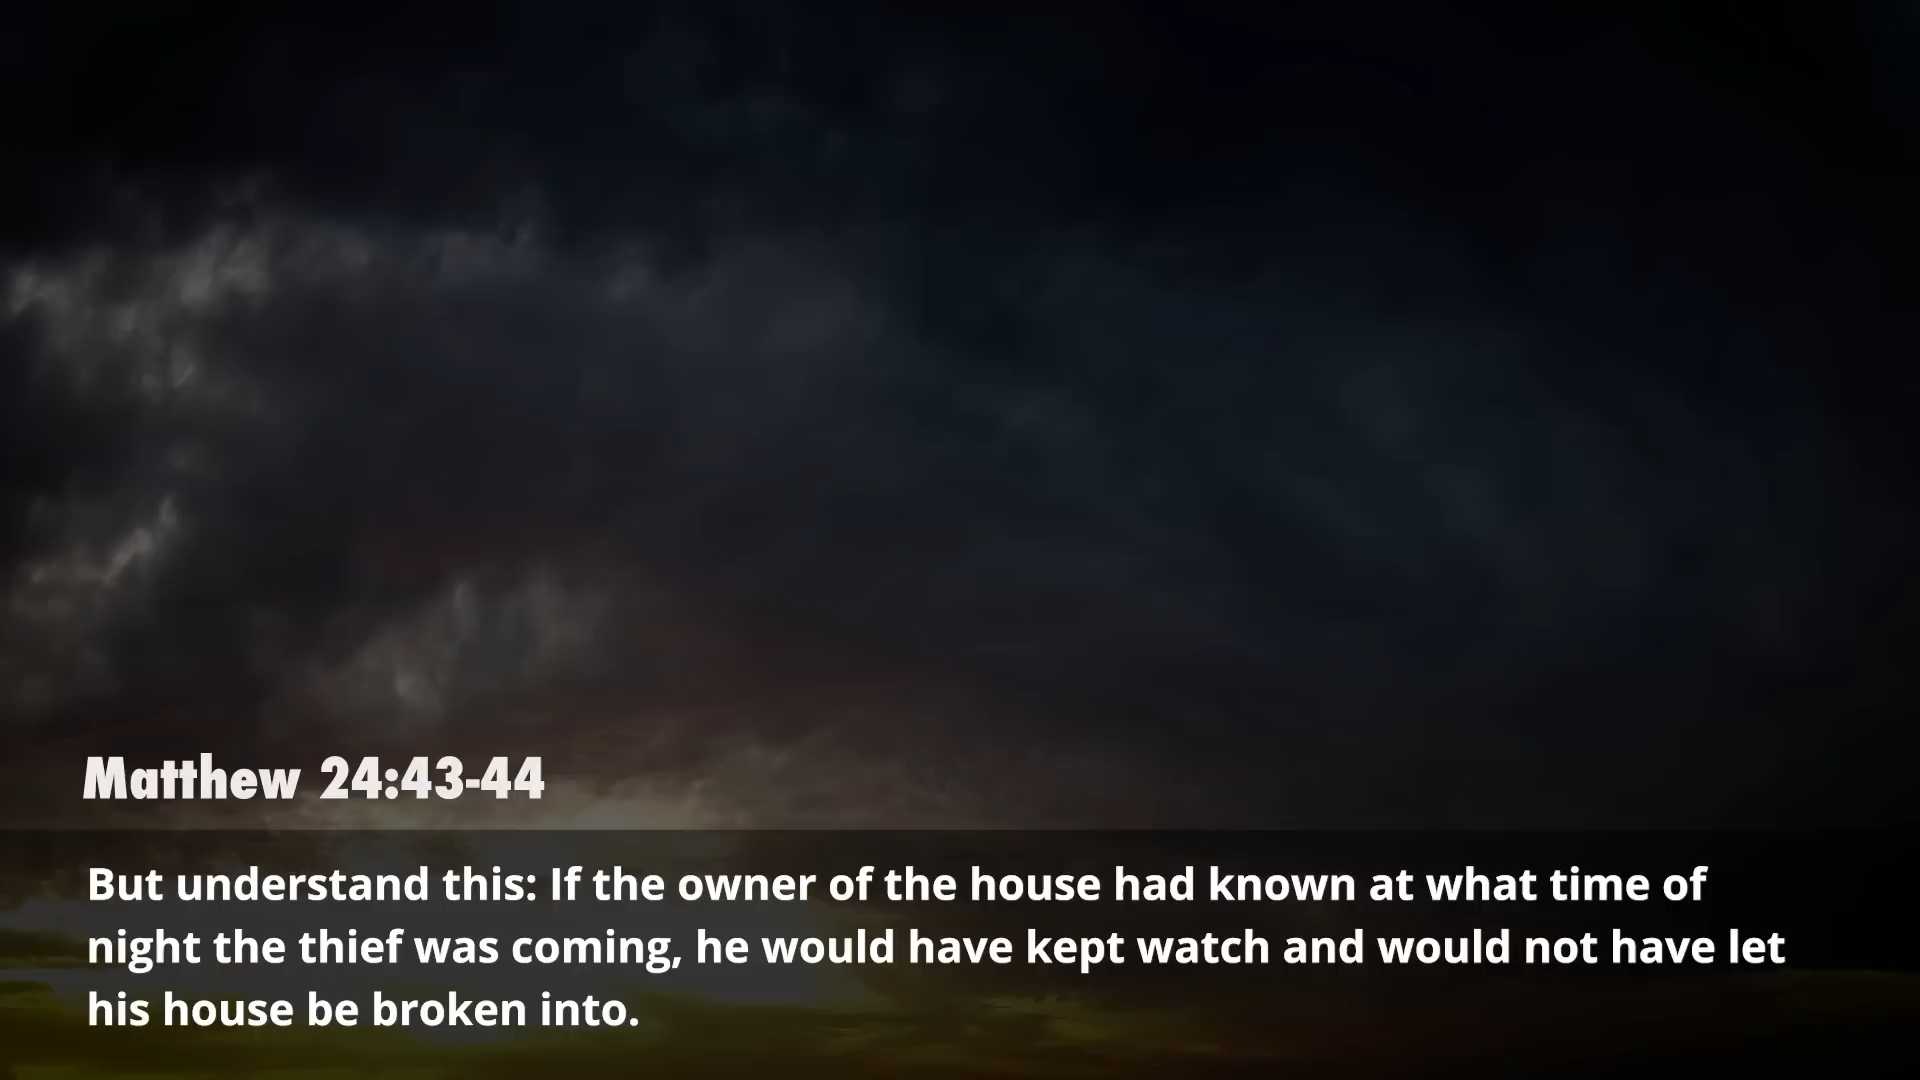 Matthew 24:43-44
But understand this: If the owner of the house had known at what time of
night the thief was coming, he would have kept watch and would not have let
his house be broken into.